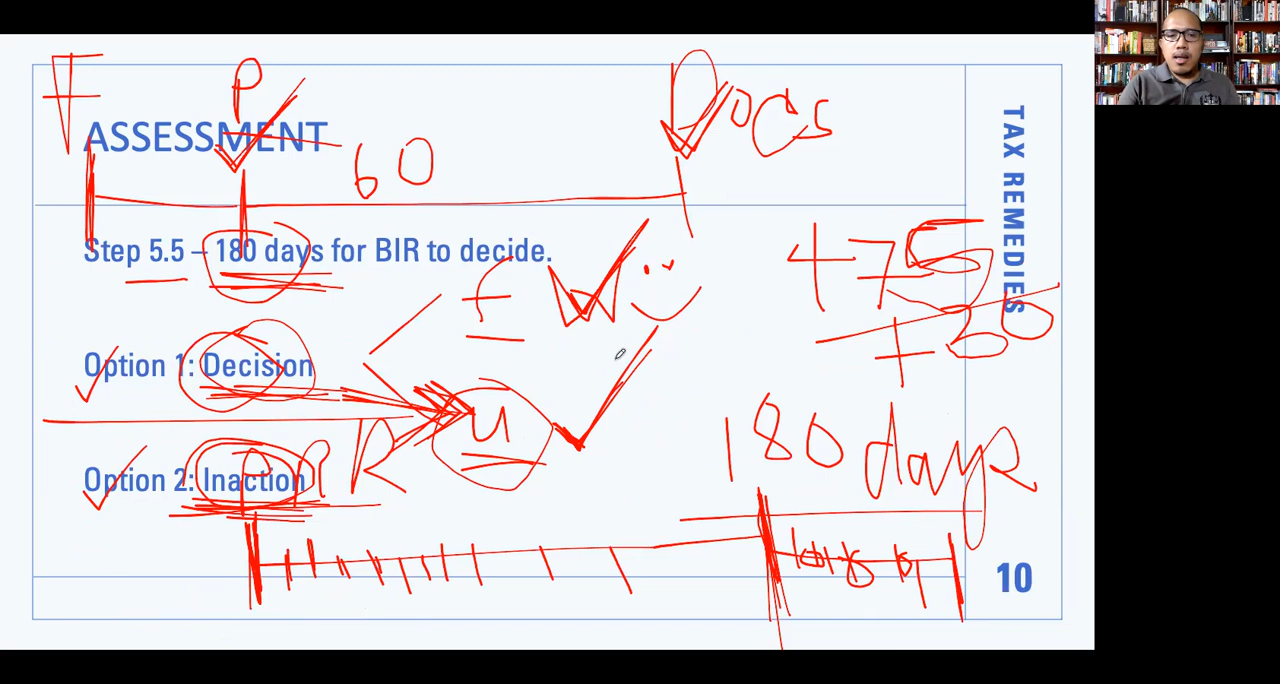 F P Docs
ASSESSMENT
60
TAX REMEDIES
Step 5.5 – 180 days for BIR to decide.
f
475
+30
Option 1: Decision
u
180 days
Option 2: Inaction
P
R
10